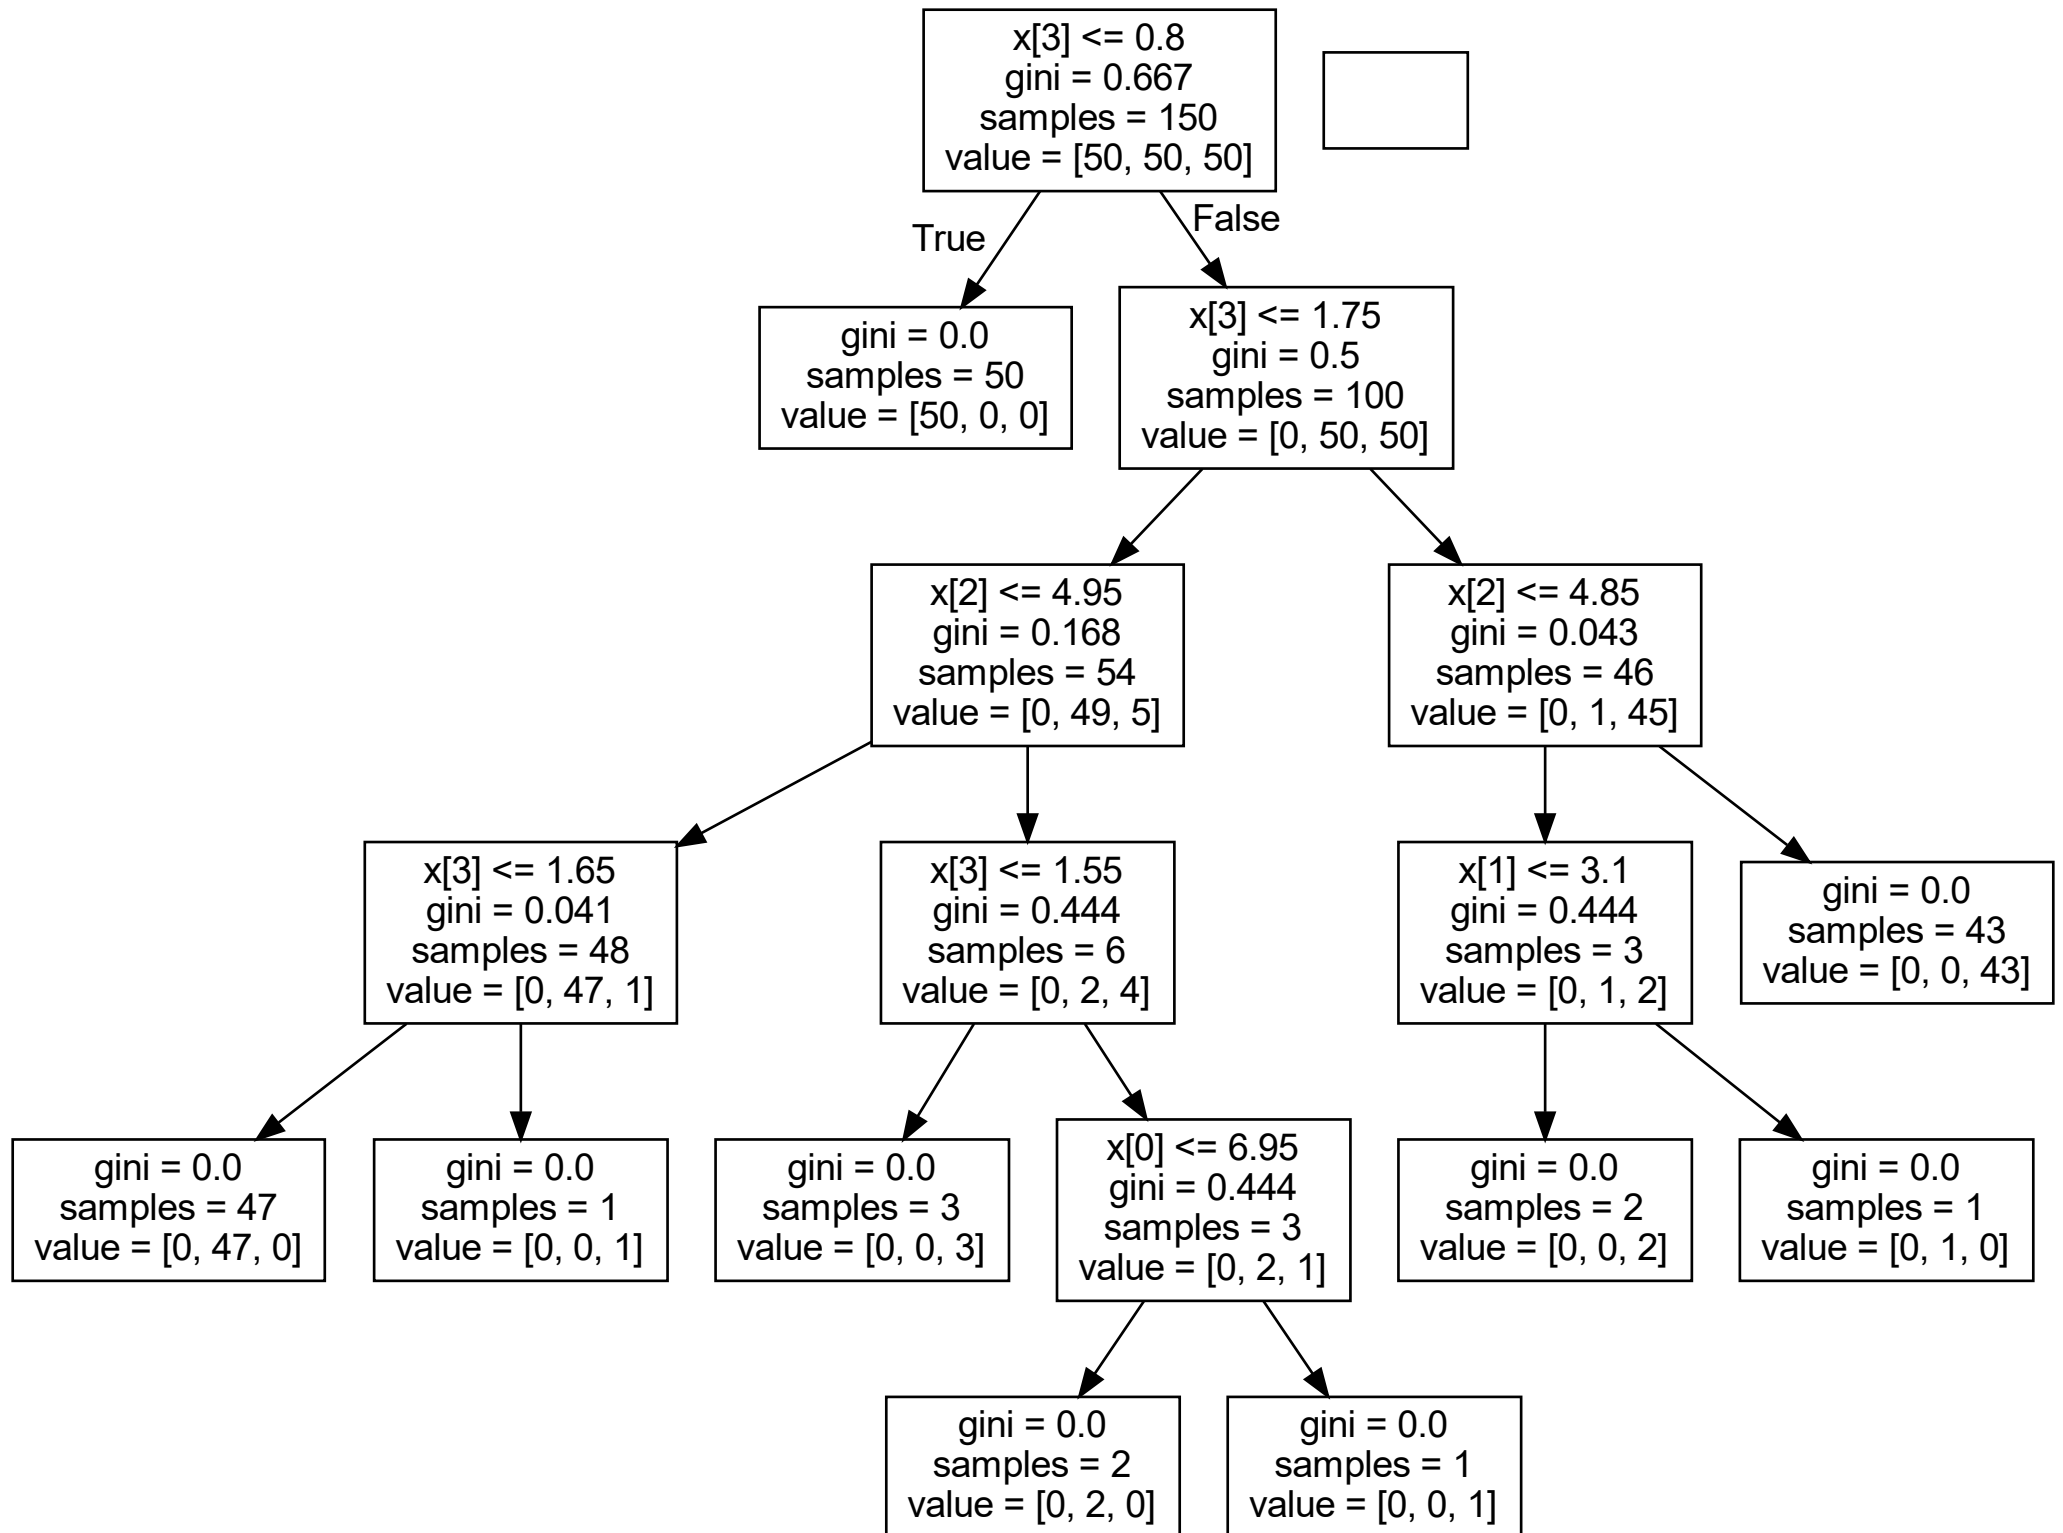 x[3] <= 0.8
gini = 0.667
samples = 150
value = [50, 50, 50]
True
False
gini = 0.0
samples = 50
value = [50, 0, 0]
x[3] <= 1.75
gini = 0.5
samples = 100
value = [0, 50, 50]
x[2] <= 4.95
gini = 0.168
samples = 54
value = [0, 49, 5]
x[2] <= 4.85
gini = 0.043
samples = 46
value = [0, 1, 45]
x[3] <= 1.65
gini = 0.041
samples = 48
value = [0, 47, 1]
x[3] <= 1.55
gini = 0.444
samples = 6
value = [0, 2, 4]
x[1] <= 3.1
gini = 0.444
samples = 3
value = [0, 1, 2]
gini = 0.0
samples = 43
value = [0, 0, 43]
gini = 0.0
samples = 47
value = [0, 47, 0]
gini = 0.0
samples = 1
value = [0, 0, 1]
gini = 0.0
samples = 3
value = [0, 0, 3]
x[0] <= 6.95
gini = 0.444
samples = 3
value = [0, 2, 1]
gini = 0.0
samples = 2
value = [0, 0, 2]
gini = 0.0
samples = 1
value = [0, 1, 0]
gini = 0.0
samples = 2
value = [0, 2, 0]
gini = 0.0
samples = 1
value = [0, 0, 1]